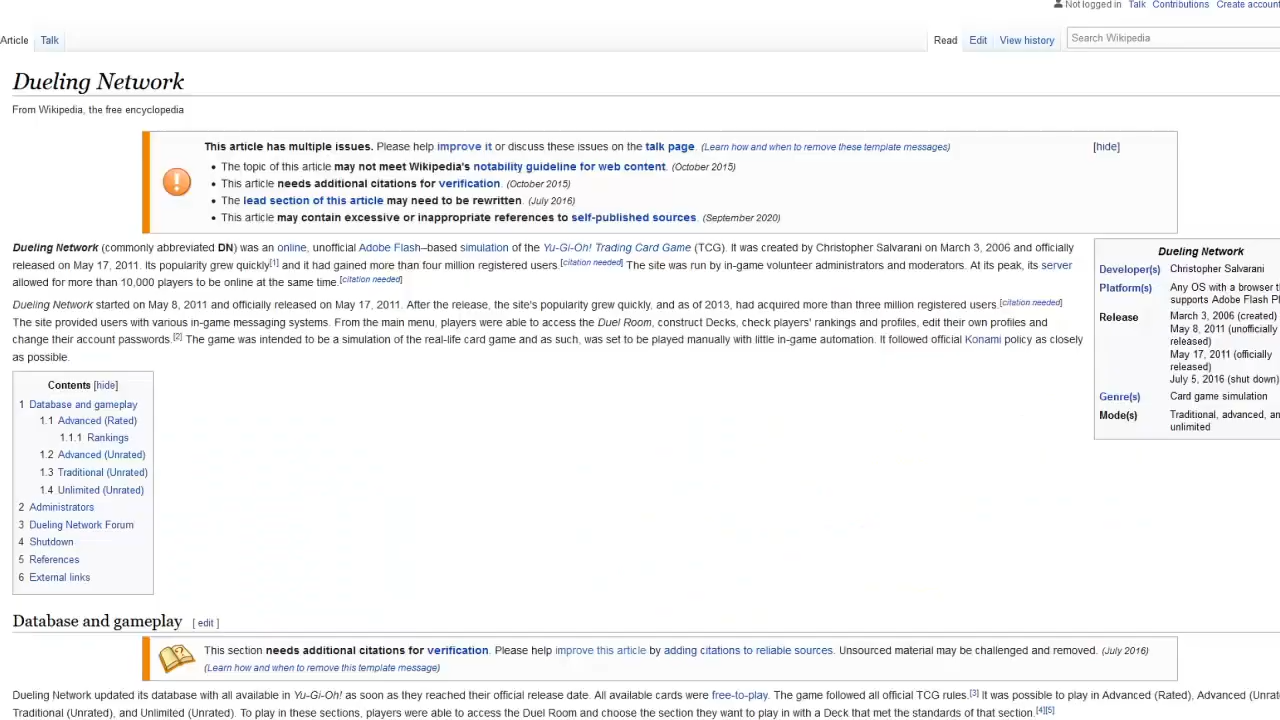 Not logged in Talk Contributions Create account
Article Talk Read Edit View history Search Wikipedia
Dueling Network
From Wikipedia, the free encyclopedia
This article has multiple issues. Please help improve it or discuss these issues on the talk page. (Learn how and when to remove these template messages) [hide]
• The topic of this article may not meet Wikipedia's notability guideline for web content. (October 2015)
• This article needs additional citations for verification. (October 2015)
• The lead section of this article may need to be rewritten. (July 2016)
• This article may contain excessive or inappropriate references to self-published sources. (September 2020)
Dueling Network (commonly abbreviated DN) was an online, unofficial Adobe Flash–based simulation of the Yu-Gi-Oh! Trading Card Game (TCG). It was created by Christopher Salvarani on March 3, 2006 and officially
released on May 17, 2011. Its popularity grew quickly[1] and it had gained more than four million registered users.[citation needed] The site was run by in-game volunteer administrators and moderators. At its peak, its server
allowed for more than 10,000 players to be online at the same time.[citation needed]
Dueling Network started on May 8, 2011 and officially released on May 17, 2011. After the release, the site's popularity grew quickly, and as of 2013, had acquired more than three million registered users.[citation needed]
The site provided users with various in-game messaging systems. From the main menu, players were able to access the Duel Room, construct Decks, check players' rankings and profiles, edit their own profiles and
change their account passwords.[2] The game was intended to be a simulation of the real-life card game and as such, was set to be played manually with little in-game automation. It followed official Konami policy as closely
as possible.
Dueling Network
Developer(s) Christopher Salvarani
Platform(s) Any OS with a browser t
supports Adobe Flash Pl
Release March 3, 2006 (created)
May 8, 2011 (unofficially
released)
May 17, 2011 (officially
released)
July 5, 2016 (shut down)
Genre(s) Card game simulation
Mode(s) Traditional, advanced, an
unlimited
Contents [hide]
1 Database and gameplay
1.1 Advanced (Rated)
1.1.1 Rankings
1.2 Advanced (Unrated)
1.3 Traditional (Unrated)
1.4 Unlimited (Unrated)
2 Administrators
3 Dueling Network Forum
4 Shutdown
5 References
6 External links
Database and gameplay [ edit ]
This section needs additional citations for verification. Please help improve this article by adding citations to reliable sources. Unsourced material may be challenged and removed. (July 2016)
(Learn how and when to remove this template message)
Dueling Network updated its database with all available in Yu-Gi-Oh! as soon as they reached their official release date. All available cards were free-to-play. The game followed all official TCG rules.[3] It was possible to play in Advanced (Rated), Advanced (Unrate
Traditional (Unrated), and Unlimited (Unrated). To play in these sections, players were able to access the Duel Room and choose the section they want to play in with a Deck that met the standards of that section.[4][5]